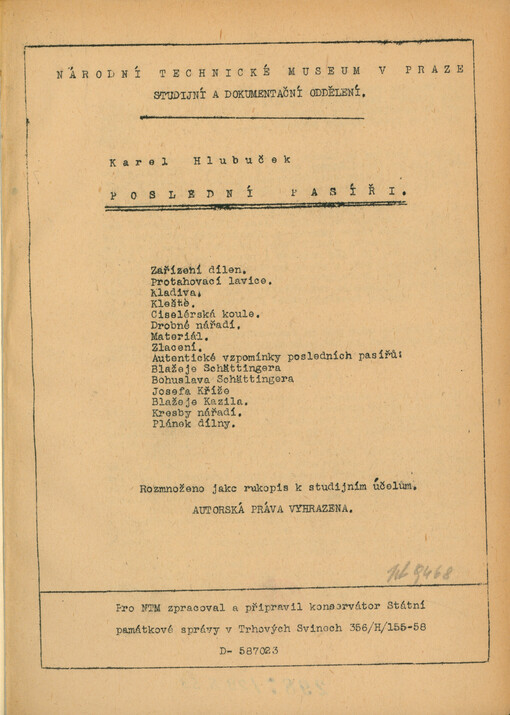 NÁRODNÍ TECHNICKÉ MUSEUM V PRAZE
STUDIJNÍ A DOKUMENTAČNÍ ODDĚLENÍ.
Karel Hlubuček
POSLEDNÍ PASÍŘI.
Zařízení dílen.
Protahovací lavice.
Kladiva.
Kleště.
Ciselérská koule.
Drobné nářadí.
Materiál.
Zlacení.
Autentické vzpomínky posledních pasířů:
Blažeje Schättingera
Bohuslava Schättingera
Josefa Kříže
Blažeje Kazila.
Kresby nářadí.
Plánek dílny.
Rozmnoženo jako rukopis k studijním účelům.
AUTORSKÁ PRÁVA VYHRAZENA.
9468
Pro NTM zpracoval a připravil konservátor Státní
památkové správy v Trhových Svinech 356/H/155-58
D- 587023